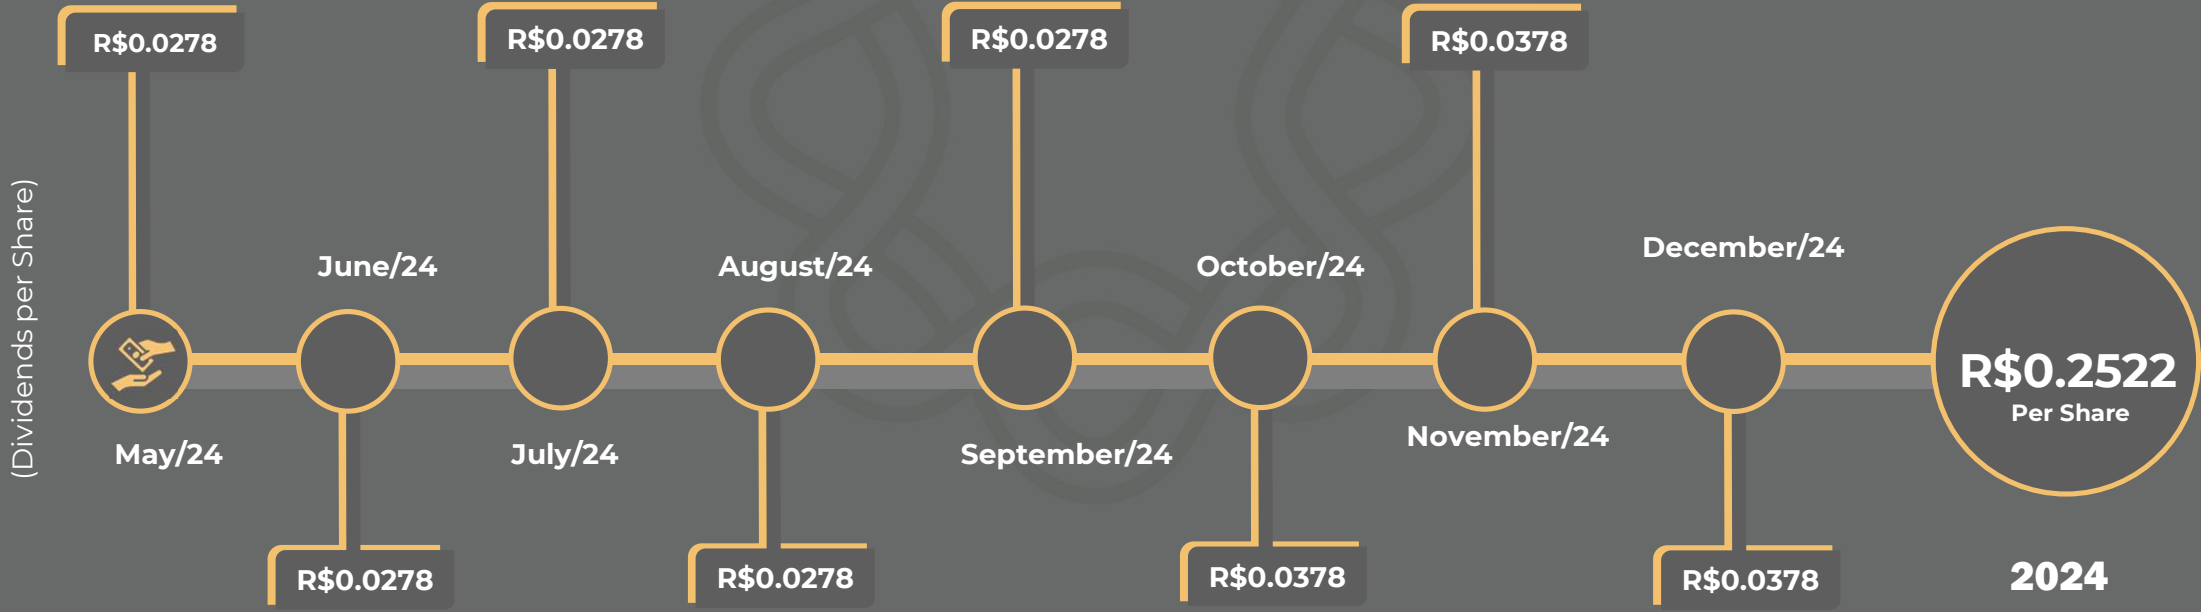 (Dividends per Share)
R$0.0278
May/24
June/24
R$0.0278
R$0.0278
July/24
August/24
R$0.0278
R$0.0278
September/24
October/24
R$0.0378
R$0.0378
November/24
December/24
R$0.0378
R$0.2522
Per Share
2024